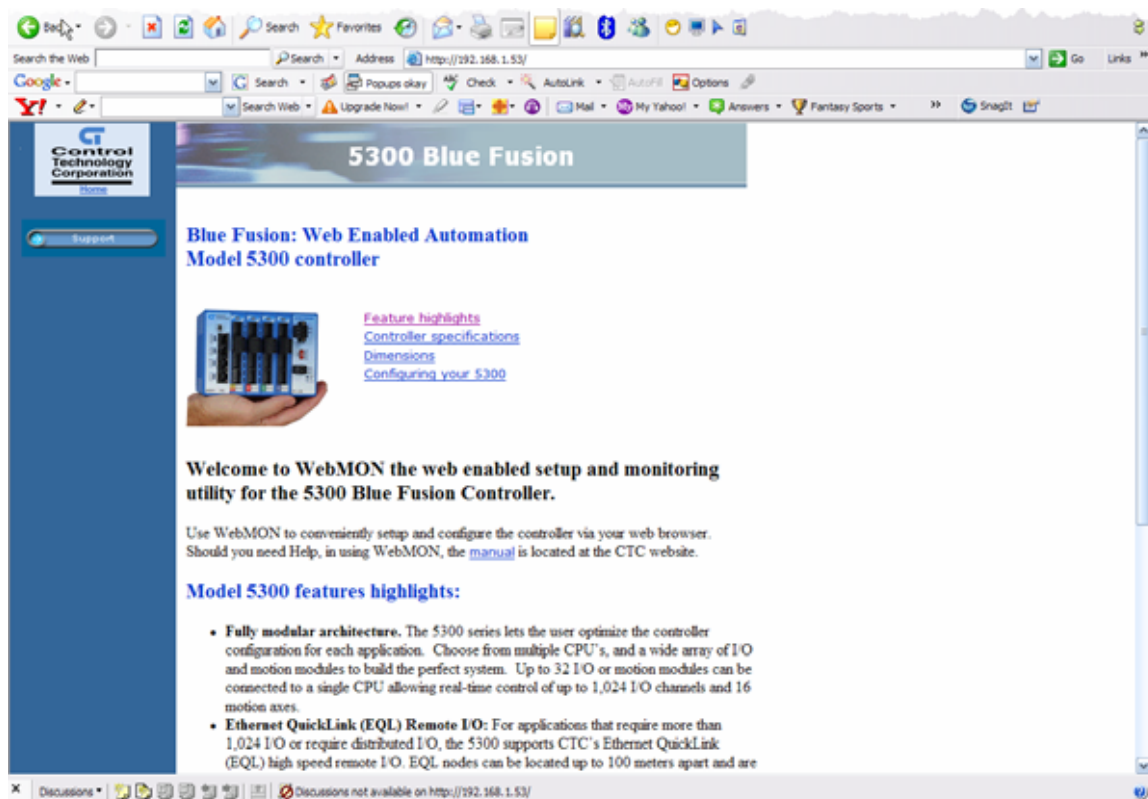 Back
Search
Favorites
Search the Web
Search
Address
http://192.168.1.53/
Go
Links
Google
Search
Popups okay
Check
AutoLink
AutoFill
Options
Y!
Search Web
Upgrade Now!
Mail
My Yahoo!
Answers
Fantasy Sports
SnagIt
CT
Control
Technology
Corporation
Home
Support
5300 Blue Fusion
Blue Fusion: Web Enabled Automation
Model 5300 controller
Feature highlights
Controller specifications
Dimensions
Configuring your 5300
Welcome to WebMON the web enabled setup and monitoring
utility for the 5300 Blue Fusion Controller.
Use WebMON to conveniently setup and configure the controller via your web browser.
Should you need Help, in using WebMON, the manual is located at the CTC website.
Model 5300 features highlights:
• Fully modular architecture. The 5300 series lets the user optimize the controller
configuration for each application. Choose from multiple CPU's, and a wide array of I/O
and motion modules to build the perfect system. Up to 32 I/O or motion modules can be
connected to a single CPU allowing real-time control of up to 1,024 I/O channels and 16
motion axes.
• Ethernet QuickLink (EQL) Remote I/O: For applications that require more than
1,024 I/O or require distributed I/O, the 5300 supports CTC's Ethernet QuickLink
(EQL) high speed remote I/O. EQL nodes can be located up to 100 meters apart and are
Discussions
Discussions not available on http://192.168.1.53/